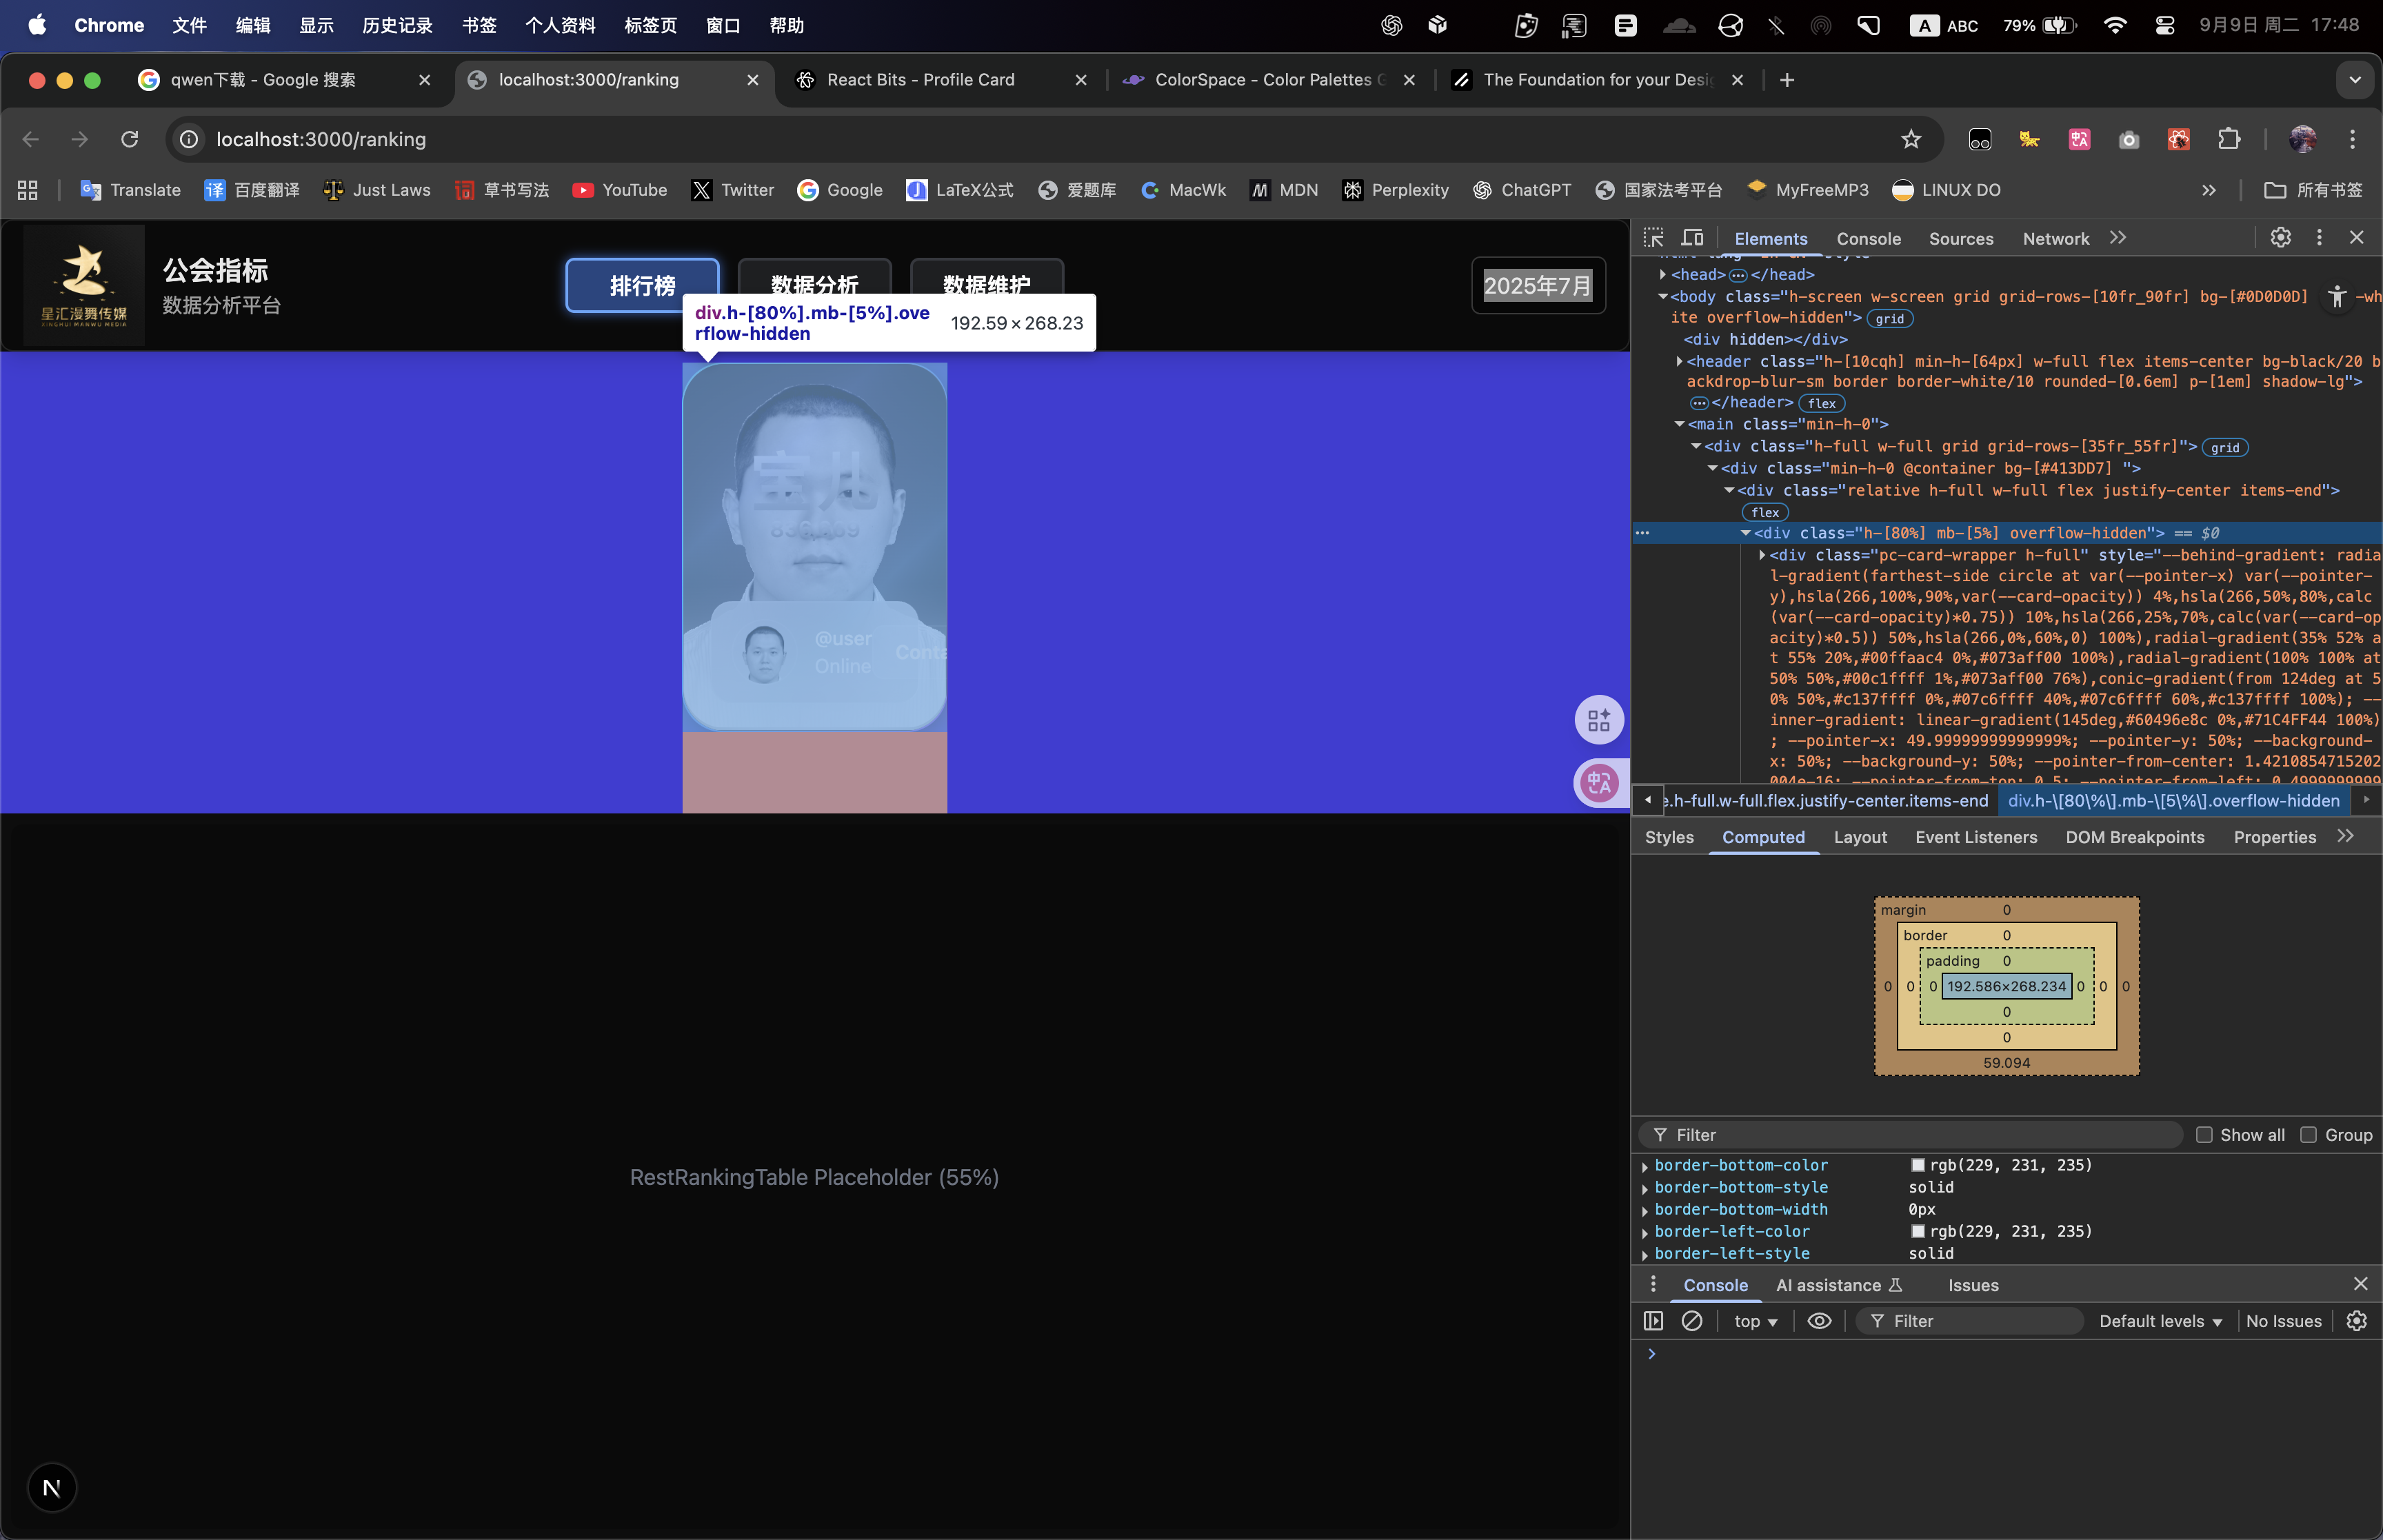 Chrome 文件 编辑 显示 历史记录 书签 个人资料 标签页 窗口 帮助 A ABC 79% 9月9日 周二 17:48
qwen下载 - Google 搜索 localhost:3000/ranking React Bits - Profile Card ColorSpace - Color Palettes G The Foundation for your Desi
localhost:3000/ranking
Translate 百度翻译 Just Laws 草书写法 YouTube Twitter Google LaTeX公式 爱题库 MacWk MDN Perplexity ChatGPT 国家法考平台 MyFreeMP3 LINUX DO 所有书签
星汇漫舞传媒
XINGHUI MANWU MEDIA
公会指标
数据分析平台
排行榜 数据分析 数据维护
2025年7月
div.h-[80%].mb-[5%].ove
rflow-hidden
192.59 × 268.23
宝儿
@user
Online
Conta
RestRankingTable Placeholder (55%)
N
Elements Console Sources Network
<head> … </head>
<body class="h-screen w-screen grid grid-rows-[10fr_90fr] bg-[#0D0D0D] -wh
ite overflow-hidden"> grid
<div hidden></div>
<header class="h-[10cqh] min-h-[64px] w-full flex items-center bg-black/20 b
ackdrop-blur-sm border border-white/10 rounded-[0.6em] p-[1em] shadow-lg">
… </header> flex
<main class="min-h-0">
<div class="h-full w-full grid grid-rows-[35fr_55fr]"> grid
<div class="min-h-0 @container bg-[#413DD7] ">
<div class="relative h-full w-full flex justify-center items-end">
flex
<div class="h-[80%] mb-[5%] overflow-hidden"> == $0
<div class="pc-card-wrapper h-full" style="--behind-gradient: radia
l-gradient(farthest-side circle at var(--pointer-x) var(--pointer-
y),hsla(266,100%,90%,var(--card-opacity)) 4%,hsla(266,50%,80%,calc
(var(--card-opacity)*0.75)) 10%,hsla(266,25%,70%,calc(var(--card-op
acity)*0.5)) 50%,hsla(266,0%,60%,0) 100%),radial-gradient(35% 52% a
t 55% 20%,#00ffaac4 0%,#073aff00 100%),radial-gradient(100% 100% at
50% 50%,#00c1ffff 1%,#073aff00 76%),conic-gradient(from 124deg at 5
0% 50%,#c137ffff 0%,#07c6ffff 40%,#07c6ffff 60%,#c137ffff 100%); --
inner-gradient: linear-gradient(145deg,#60496e8c 0%,#71C4FF44 100%)
; --pointer-x: 49.99999999999999%; --pointer-y: 50%; --background-
x: 50%; --background-y: 50%; --pointer-from-center: 1.4210854715202
004e-16; --pointer-from-top: 0.5; --pointer-from-left: 0.4999999999
e.h-full.w-full.flex.justify-center.items-end div.h-\[80\%\].mb-\[5\%\].overflow-hidden
Styles Computed Layout Event Listeners DOM Breakpoints Properties
margin 0
border 0
padding 0
0 0 0 192.586×268.234 0 0 0
0
0
59.094
Filter Show all Group
border-bottom-color rgb(229, 231, 235)
border-bottom-style solid
border-bottom-width 0px
border-left-color rgb(229, 231, 235)
border-left-style solid
Console AI assistance Issues
top Filter Default levels No Issues